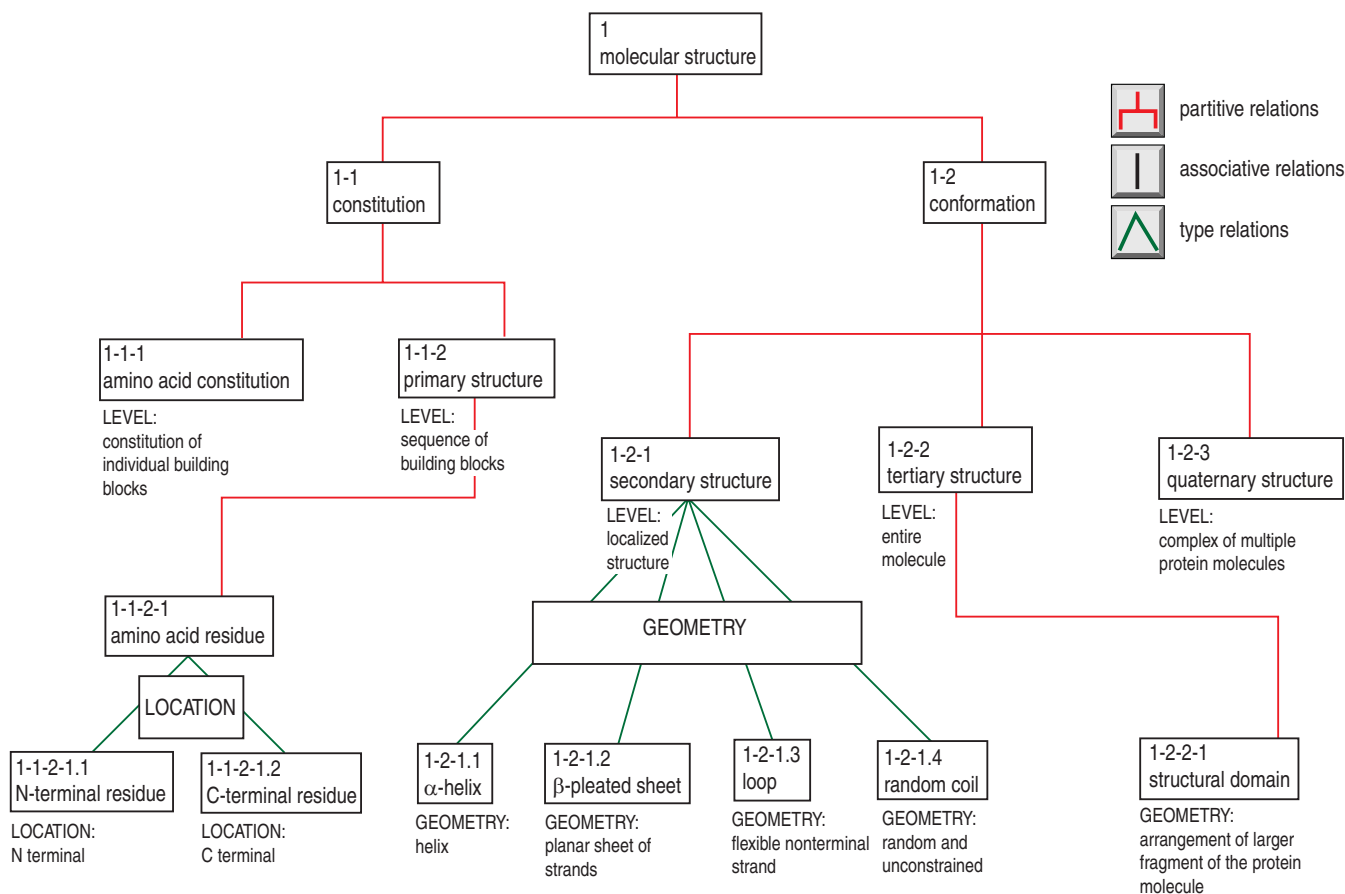 1
molecular structure
partitive relations
associative relations
type relations
1-1
constitution
1-2
conformation
1-1-1
amino acid constitution
LEVEL:
constitution of
individual building
blocks
1-1-2
primary structure
LEVEL:
sequence of
building blocks
1-2-1
secondary structure
LEVEL:
localized
structure
1-2-2
tertiary structure
LEVEL:
entire
molecule
1-2-3
quaternary structure
LEVEL:
complex of multiple
protein molecules
1-1-2-1
amino acid residue
LOCATION
GEOMETRY
1-1-2-1.1
N-terminal residue
LOCATION:
N terminal
1-1-2-1.2
C-terminal residue
LOCATION:
C terminal
1-2-1.1
α-helix
GEOMETRY:
helix
1-2-1.2
β-pleated sheet
GEOMETRY:
planar sheet of
strands
1-2-1.3
loop
GEOMETRY:
flexible nonterminal
strand
1-2-1.4
random coil
GEOMETRY:
random and
unconstrained
1-2-2-1
structural domain
GEOMETRY:
arrangement of larger
fragment of the protein
molecule